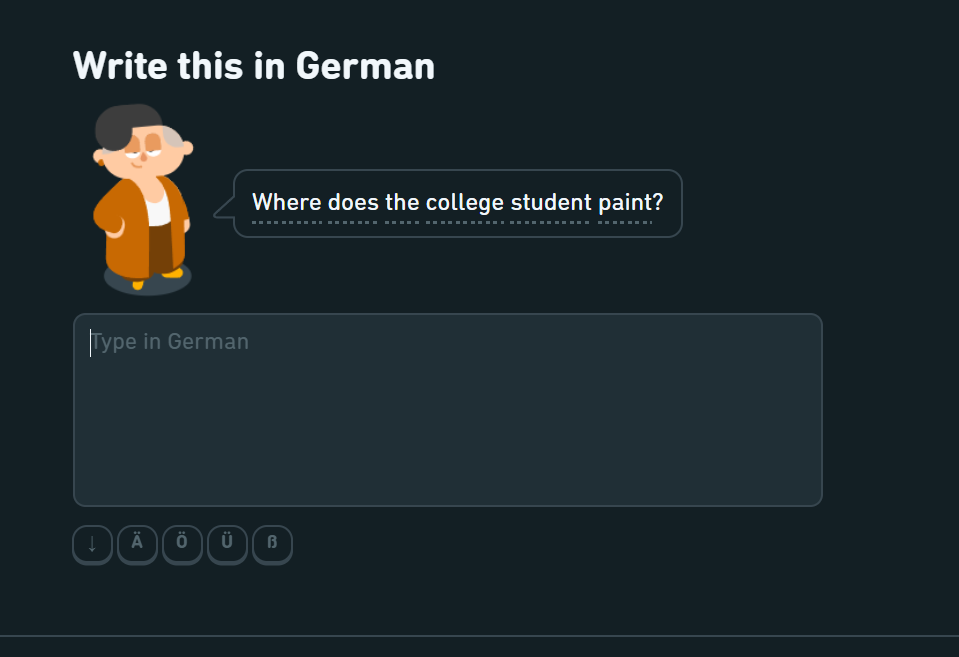 Write this in German
Where does the college student paint?
Type in German
↓ Ä Ö Ü ß